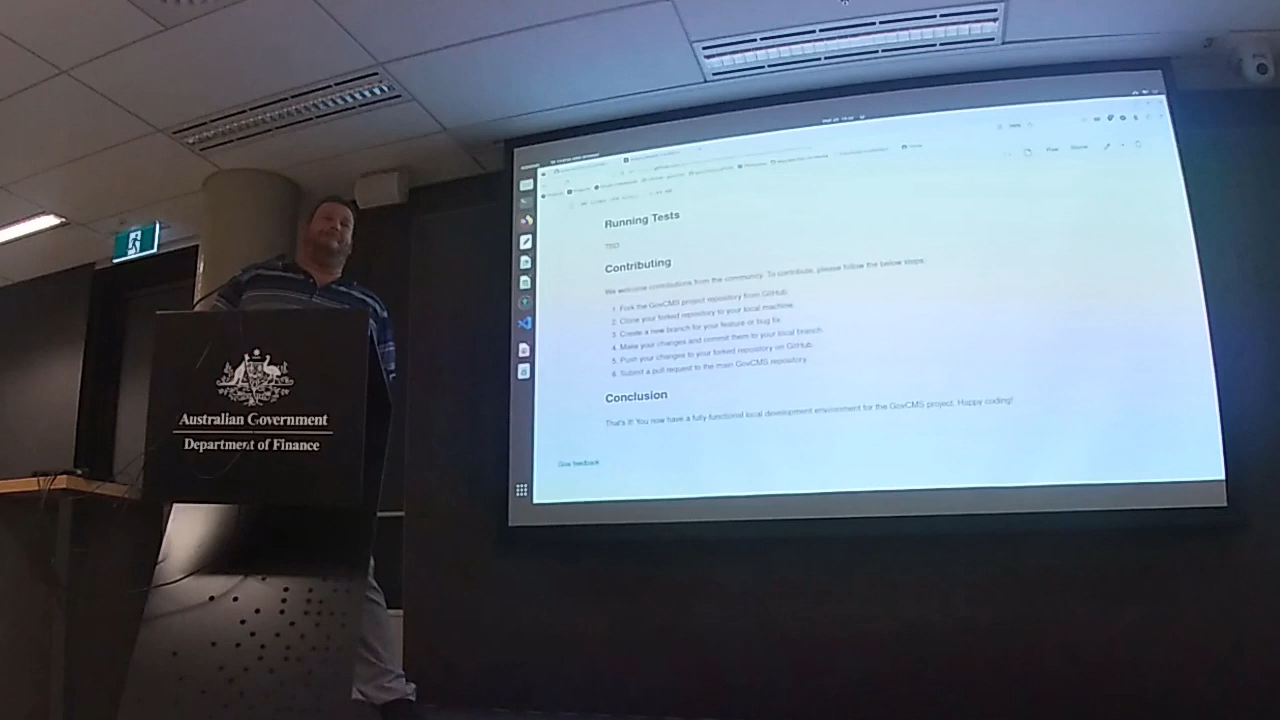 Australian Government
Department of Finance
Running Tests
TBD
Contributing
We welcome contributions from the community. To contribute, please follow the below steps:
1. Fork the GovCMS project repository from GitHub.
2. Clone your forked repository to your local machine.
3. Create a new branch for your feature or bug fix.
4. Make your changes and commit them to your local branch.
5. Push your changes to your forked repository on GitHub.
6. Submit a pull request to the main GovCMS repository.
Conclusion
That's it! You now have a fully functional local development environment for the GovCMS project. Happy coding!
Give feedback